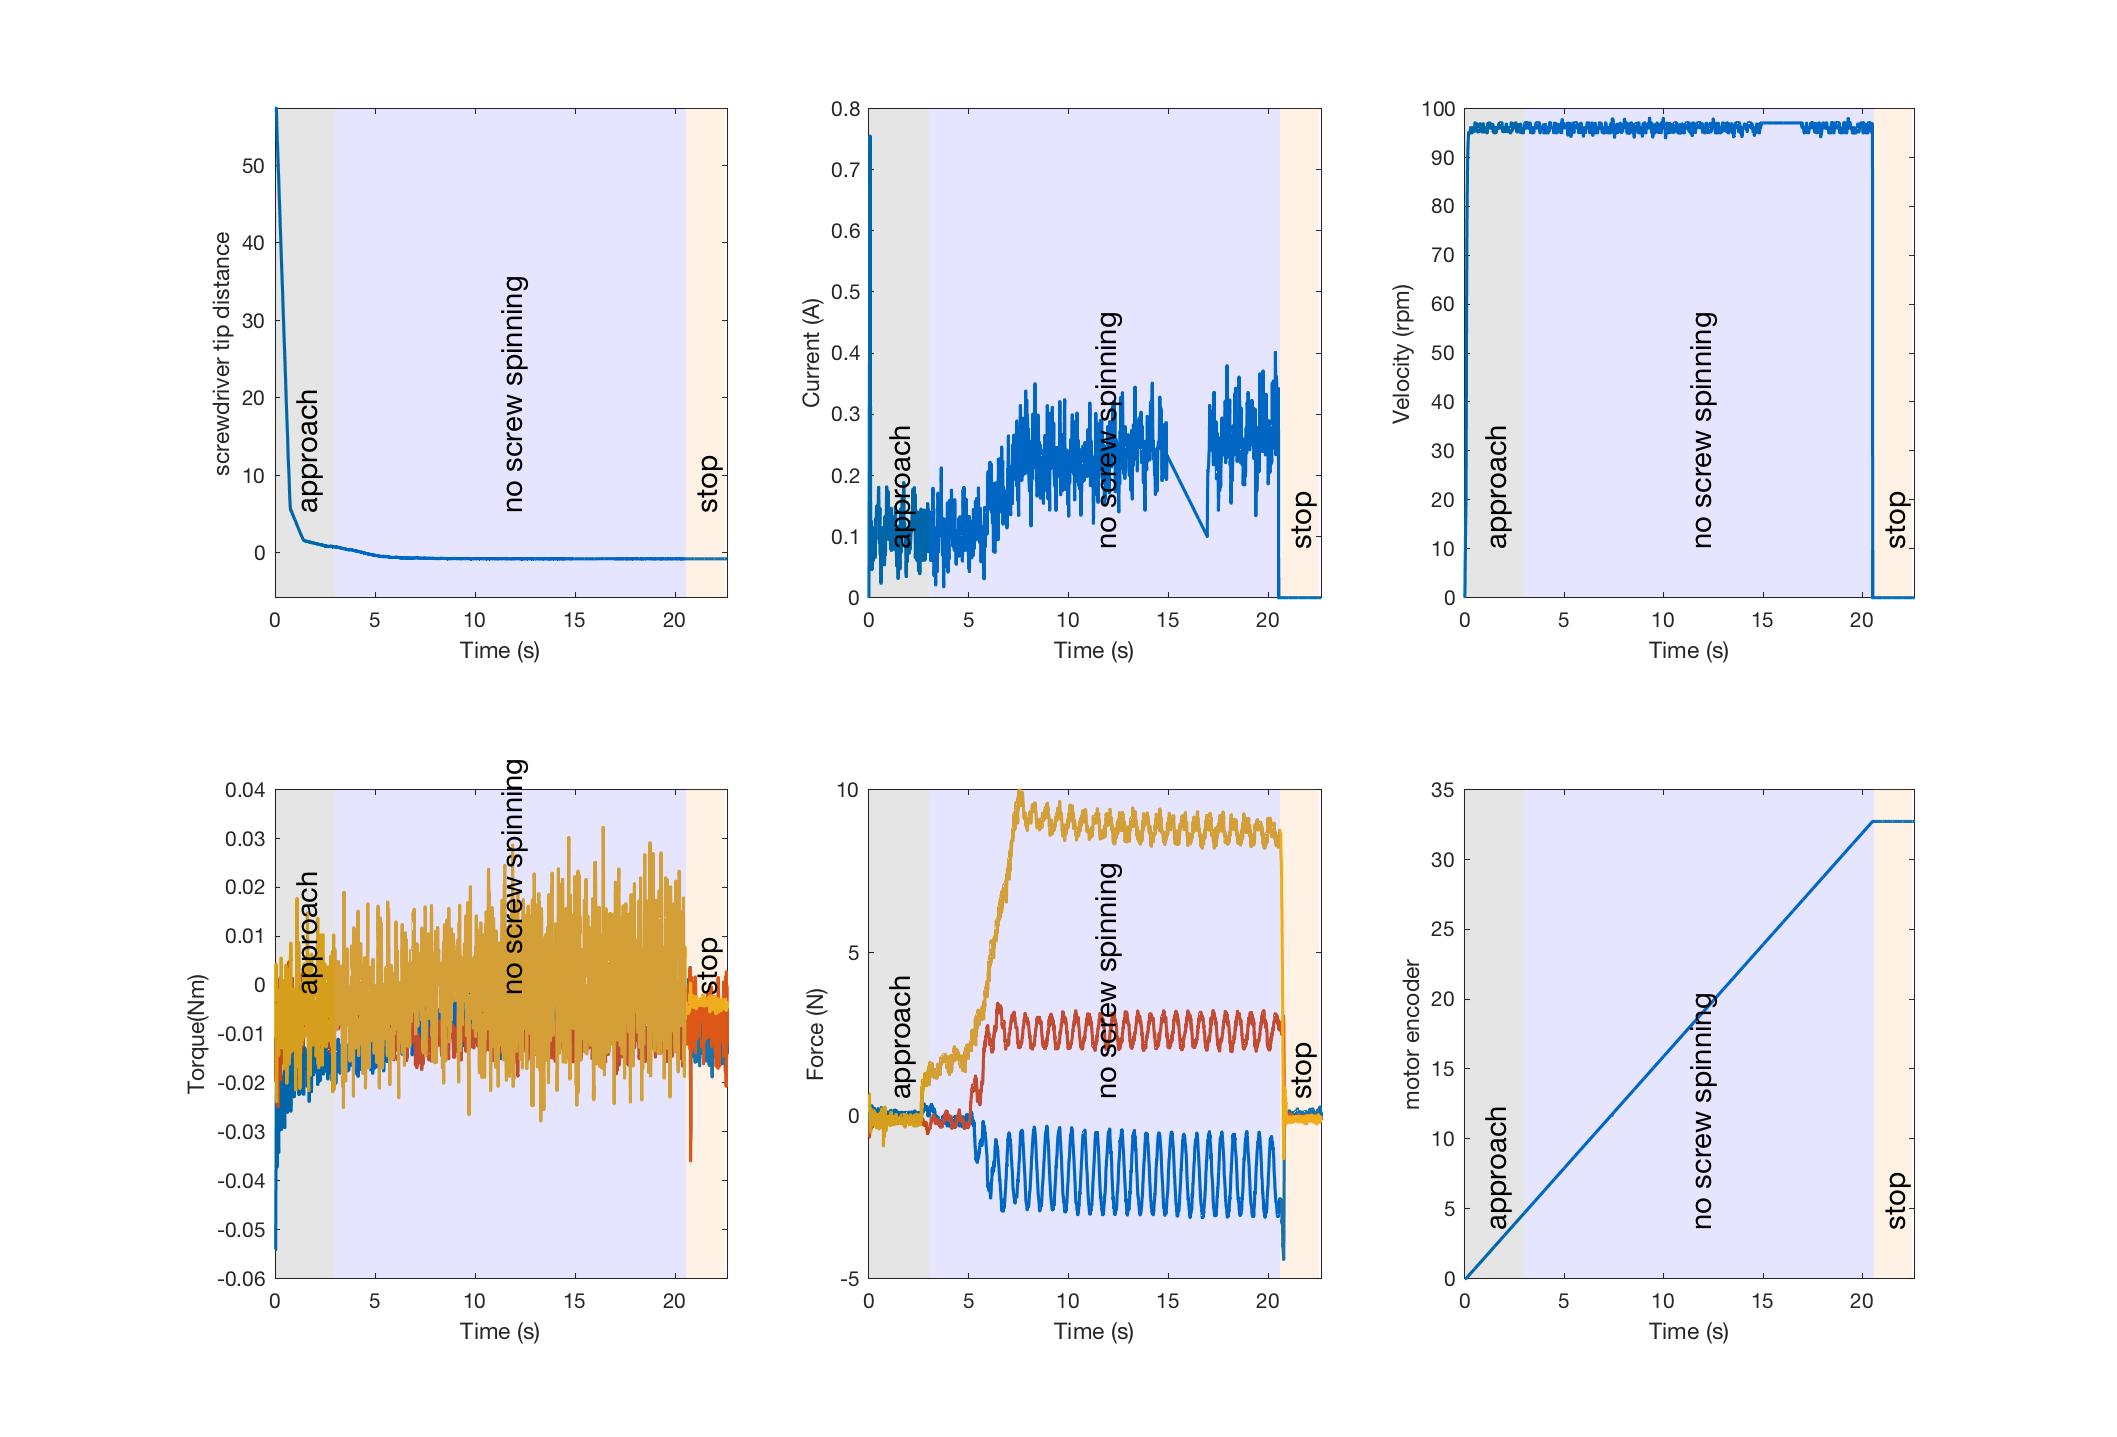 screwdriver tip distance
50
40
30
20
10
0
approach
no screw spinning
stop
0 5 10 15 20
Time (s)
Current (A)
0.8
0.7
0.6
0.5
0.4
0.3
0.2
0.1
0
approach
no screw spinning
stop
0 5 10 15 20
Time (s)
Velocity (rpm)
100
90
80
70
60
50
40
30
20
10
0
approach
no screw spinning
stop
0 5 10 15 20
Time (s)
Torque(Nm)
0.04
0.03
0.02
0.01
0
-0.01
-0.02
-0.03
-0.04
-0.05
-0.06
approach
no screw spinning
stop
0 5 10 15 20
Time (s)
Force (N)
10
5
0
-5
approach
no screw spinning
stop
0 5 10 15 20
Time (s)
motor encoder
35
30
25
20
15
10
5
0
approach
no screw spinning
stop
0 5 10 15 20
Time (s)